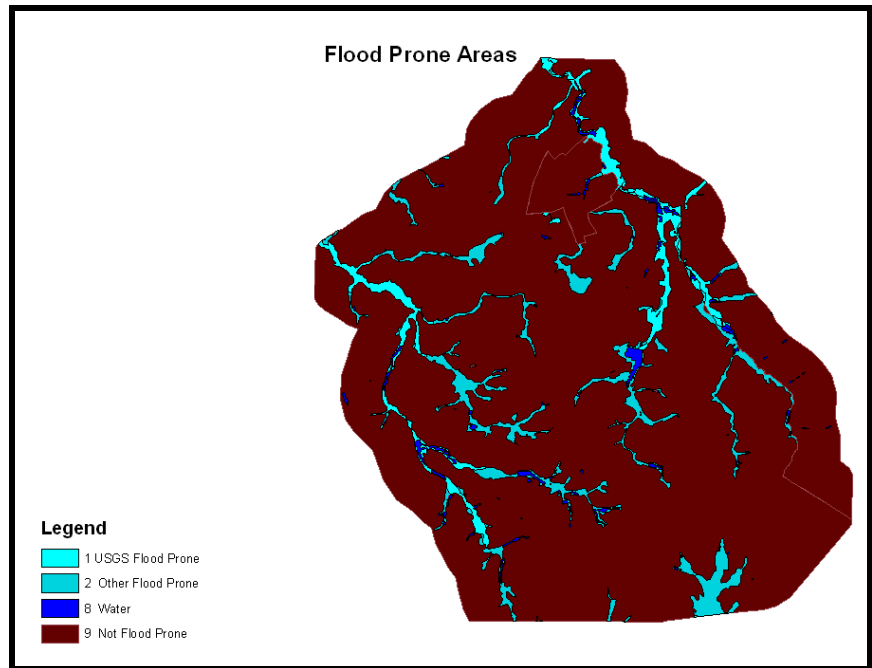 Flood Prone Areas
Legend
1 USGS Flood Prone
2 Other Flood Prone
8 Water
9 Not Flood Prone